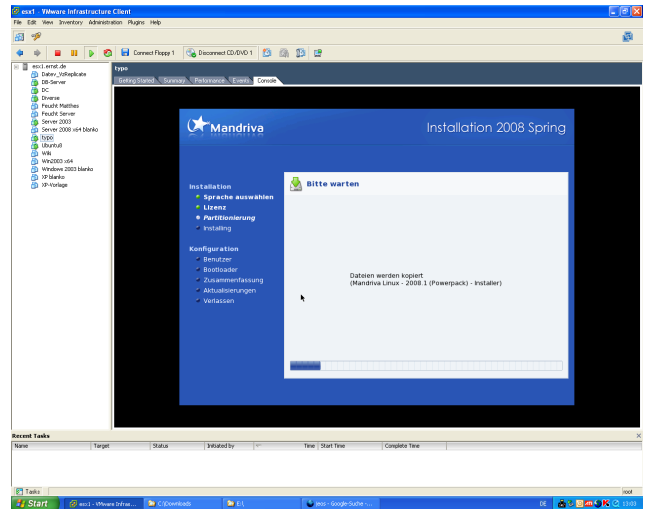 esx1 - VMware Infrastructure Client
File Edit View Inventory Administration Plugins Help
Connect Floppy 1 Disconnect CD/DVD 1
esx1.ernst.de
Datev_VzReplicate
DB-Server
DC
Diverse
Feucht Matthes
Feucht Server
Server 2003
Server 2008 x64 blanko
typo
Ubuntu8
Wiki
Win2003 x64
Windows 2003 blanko
XP blanko
XP-Vorlage
typo
Getting Started Summary Performance Events Console
Mandriva
Installation 2008 Spring
Installation
Sprache auswählen
Lizenz
Partitionierung
Installing
Konfiguration
Benutzer
Bootloader
Zusammenfassung
Aktualisierungen
Verlassen
Bitte warten
Dateien werden kopiert
(Mandriva Linux - 2008.1 (Powerpack) - Installer)
Recent Tasks
Name Target Status Initiated by Time Start Time Complete Time
Tasks
root
Start esx1 - VMware Infras... C:\Downloads E:\ jeos - Google-Suche -... DE 13:03